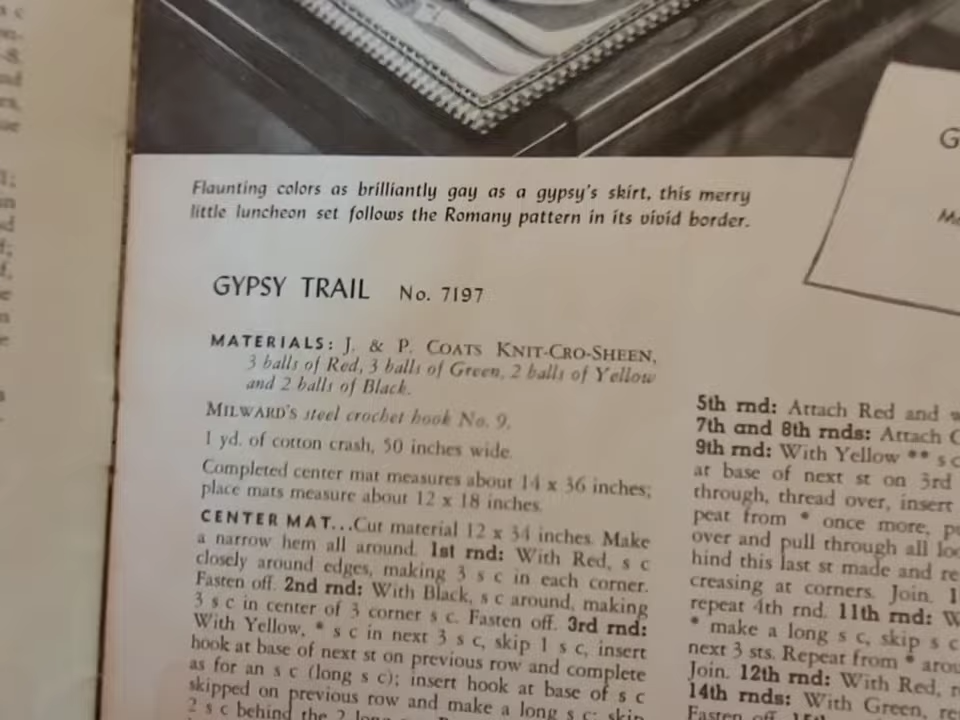 Flaunting colors as brilliantly gay as a gypsy's skirt, this merry
little luncheon set follows the Romany pattern in its vivid border.
GYPSY TRAIL No. 7197
MATERIALS: J. & P. COATS KNIT-CRO-SHEEN,
3 balls of Red, 3 balls of Green, 2 balls of Yellow
and 2 balls of Black.
MILWARD'S steel crochet hook No. 9.
1 yd. of cotton crash, 50 inches wide.
Completed center mat measures about 14 x 36 inches;
place mats measure about 12 x 18 inches.
CENTER MAT...Cut material 12 x 34 inches. Make
a narrow hem all around. 1st rnd: With Red, s c
closely around edges, making 3 s c in each corner.
Fasten off. 2nd rnd: With Black, s c around, making
3 s c in center of 3 corner s c. Fasten off. 3rd rnd:
With Yellow, * s c in next 3 s c, skip 1 s c, insert
hook at base of next st on previous row and complete
as for an s c (long s c); insert hook at base of s c
skipped on previous row and make a long s c; skip
2 s c behind the 2 long
5th rnd: Attach Red and
7th and 8th rnds: Attach
9th rnd: With Yellow ** s c
at base of next st on 3rd
through, thread over, insert
peat from * once more,
over and pull through all
hind this last st made and
creasing at corners. Join.
repeat 4th rnd. 11th rnd:
* make a long s c, skip s c
next 3 sts. Repeat from *
Join. 12th rnd: With Red,
14th rnds: With Green,
Fasten off.